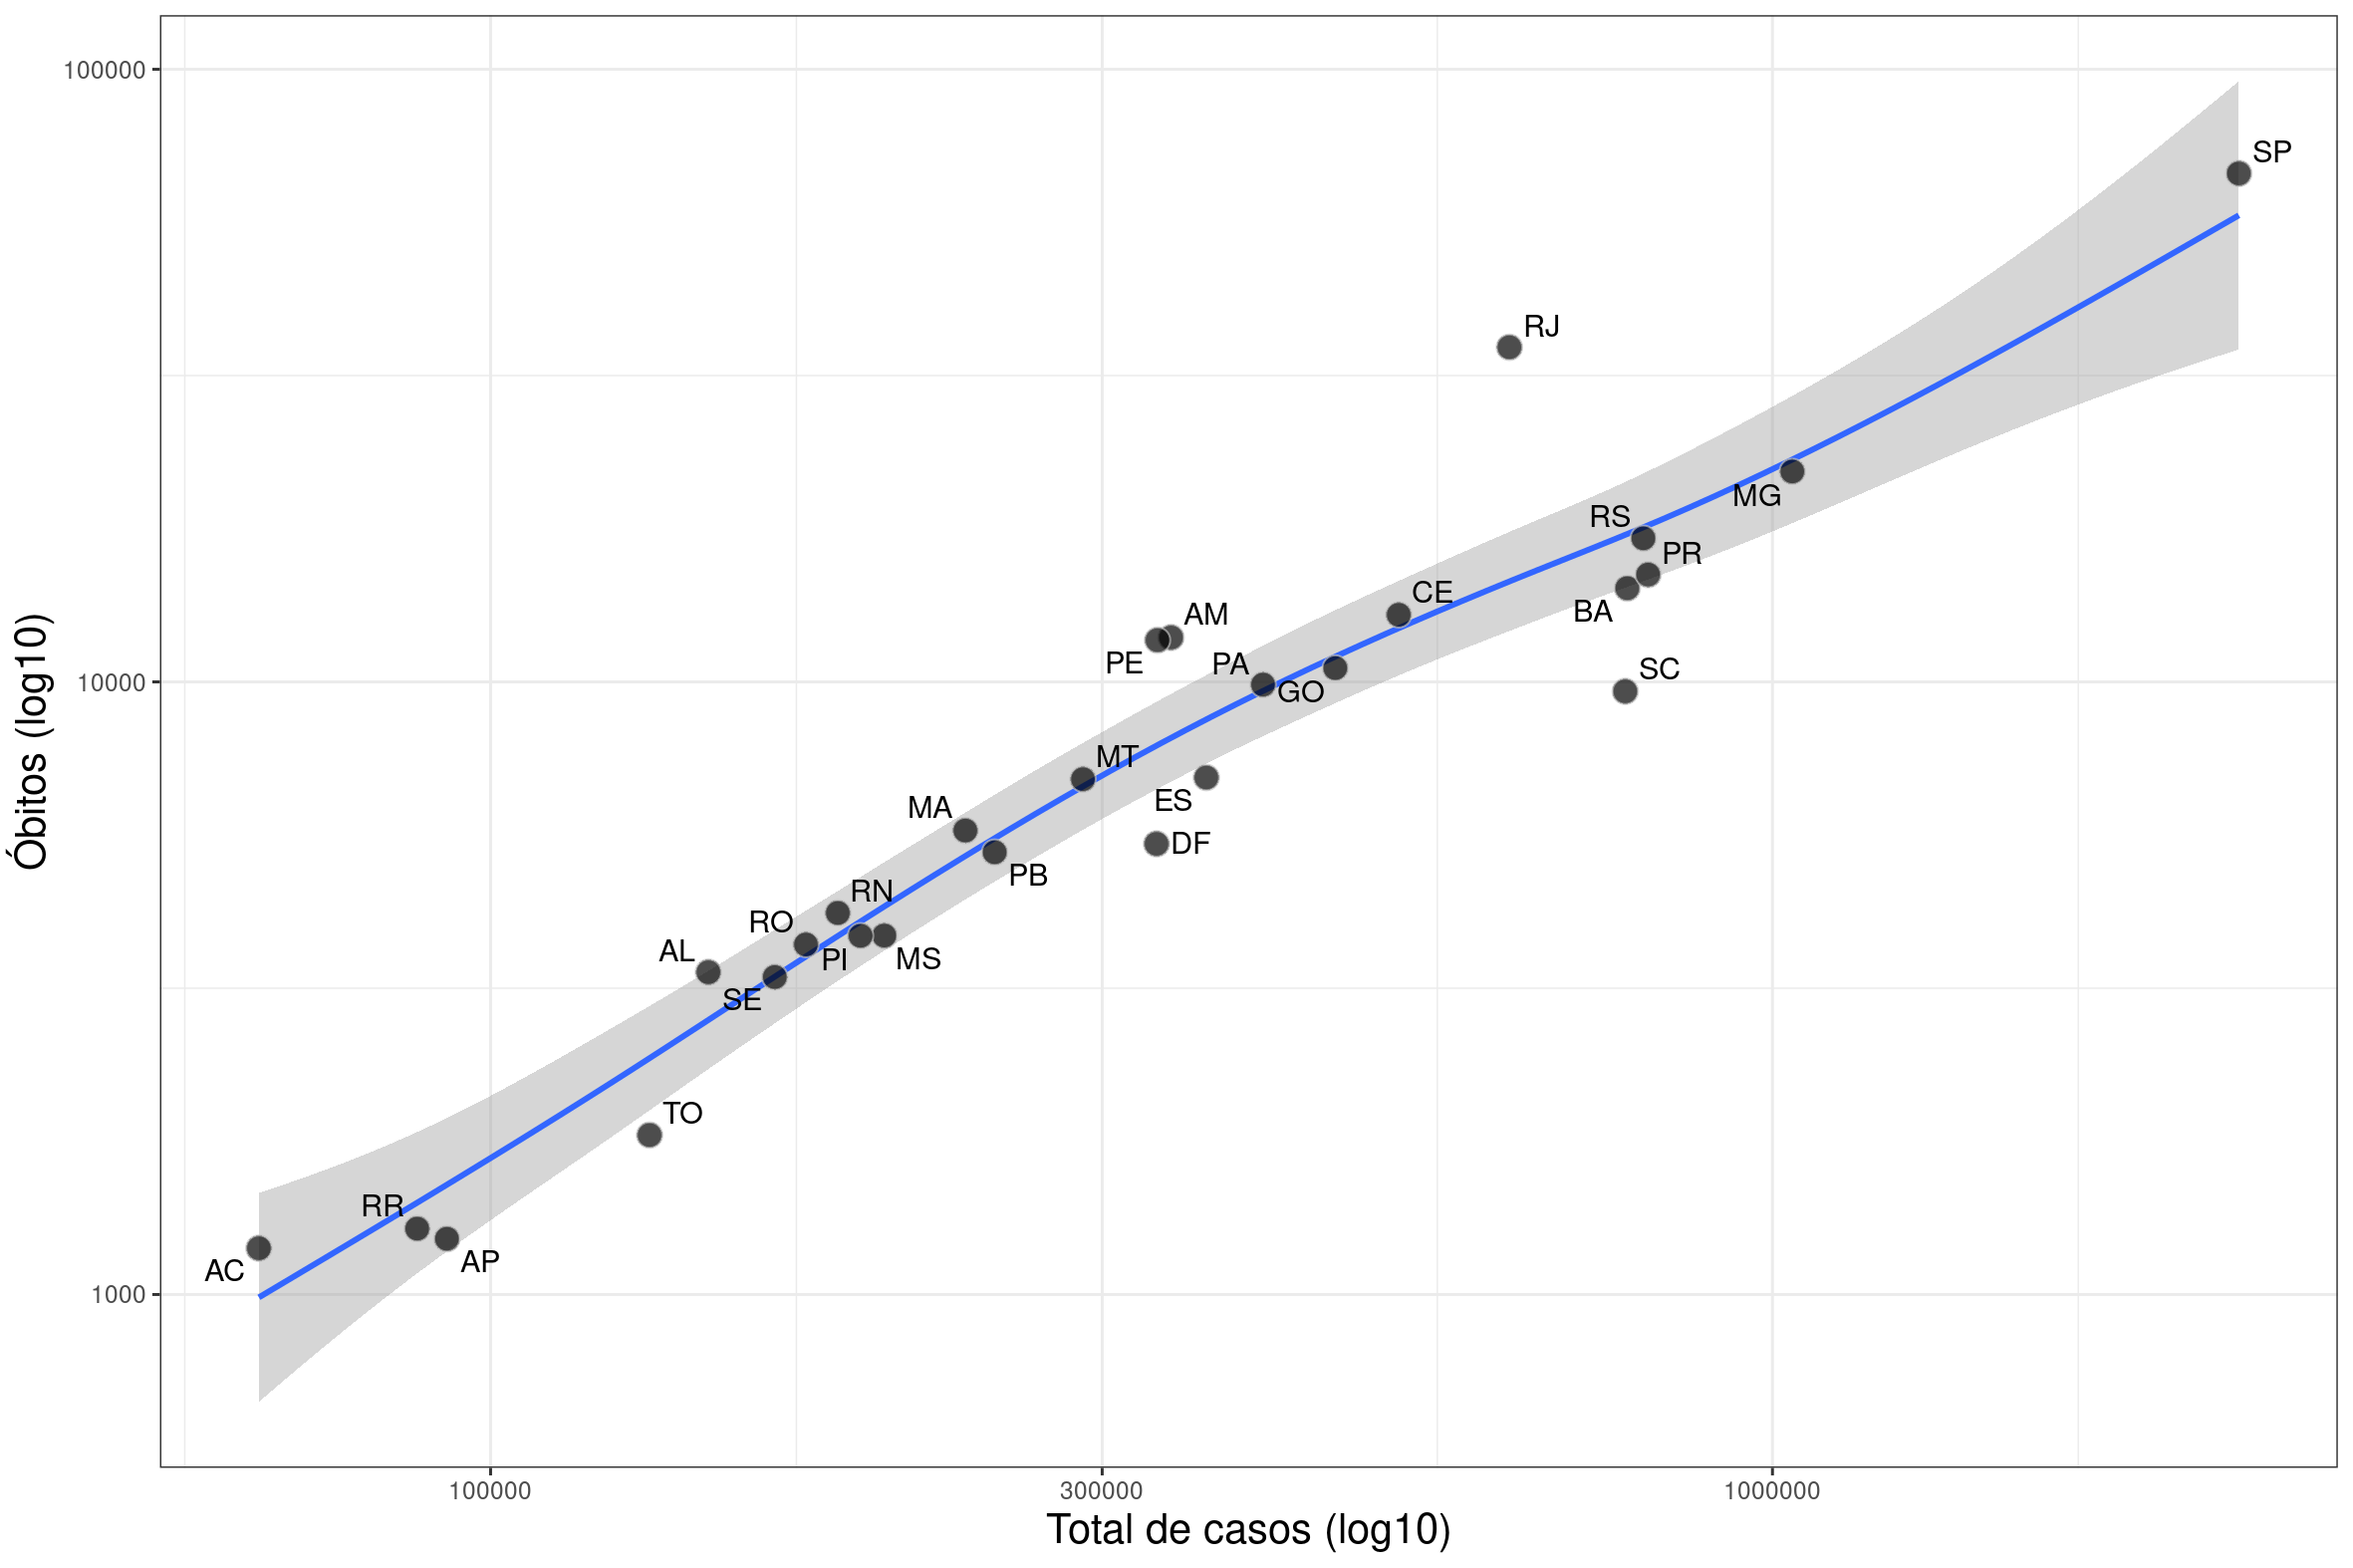 100000
SP
RJ
MG
RS
PR
CE
BA
AM
PE
PA
SC
10000
GO
MT
ES
MA
DF
PB
RN
RO
AL
PI
MS
SE
TO
RR
AP
AC
1000
Óbitos (log10)
100000
300000
1000000
Total de casos (log10)